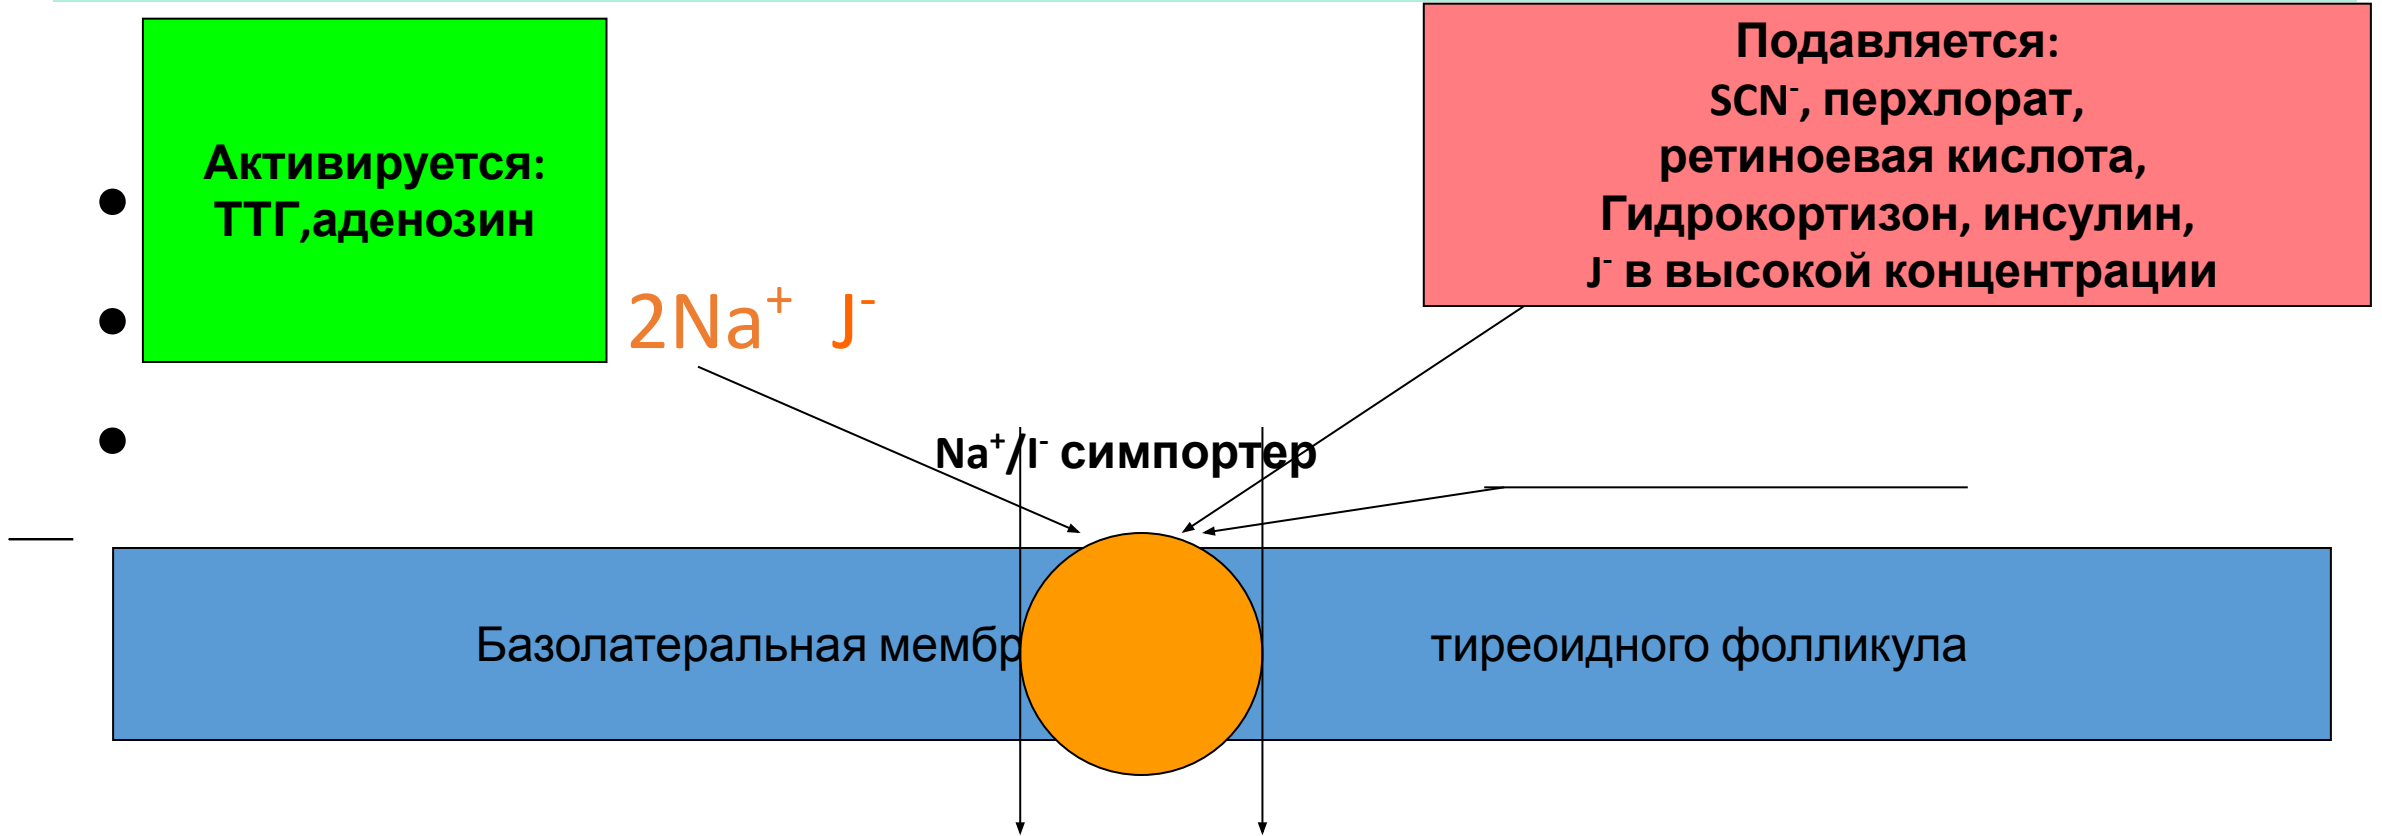 Активируется:
ТТГ,аденозин
Подавляется:
SCN⁻, перхлорат,
ретиноевая кислота,
Гидрокортизон, инсулин,
J⁻ в высокой концентрации
2Na⁺ J⁻
Na⁺/I⁻ симпортер
Базолатеральная мембр тиреоидного фолликула